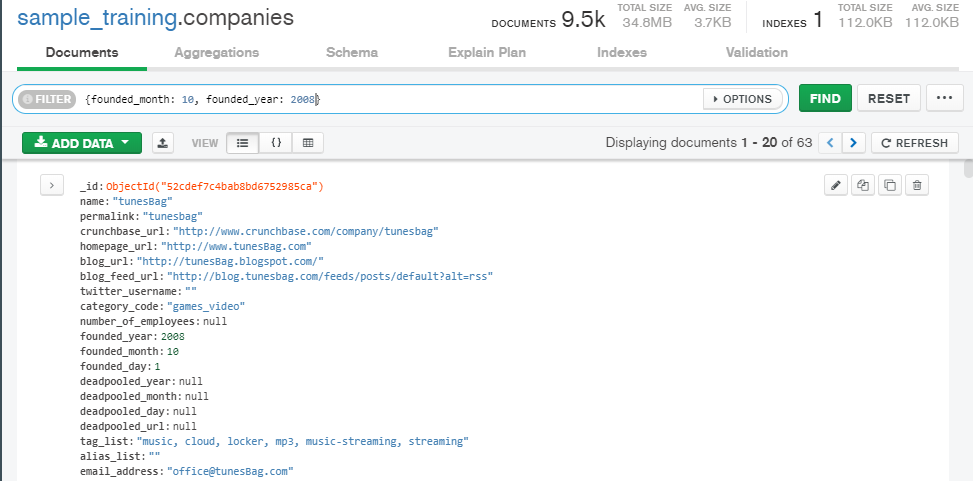 sample_training.companies
DOCUMENTS 9.5k TOTAL SIZE 34.8MB AVG. SIZE 3.7KB INDEXES 1 TOTAL SIZE 112.0KB AVG. SIZE 112.0KB
Documents Aggregations Schema Explain Plan Indexes Validation
FILTER {founded_month: 10, founded_year: 2008} OPTIONS FIND RESET ...
ADD DATA VIEW {} Displaying documents 1 - 20 of 63 < > REFRESH
_id: ObjectId("52cdef7c4bab8bd6752985ca")
name: "tunesBag"
permalink: "tunesbag"
crunchbase_url: "http://www.crunchbase.com/company/tunesbag"
homepage_url: "http://www.tunesBag.com"
blog_url: "http://tunesBag.blogspot.com/"
blog_feed_url: "http://blog.tunesbag.com/feeds/posts/default?alt=rss"
twitter_username: ""
category_code: "games_video"
number_of_employees: null
founded_year: 2008
founded_month: 10
founded_day: 1
deadpooled_year: null
deadpooled_month: null
deadpooled_day: null
deadpooled_url: null
tag_list: "music, cloud, locker, mp3, music-streaming, streaming"
alias_list: ""
email_address: "office@tunesBag.com"